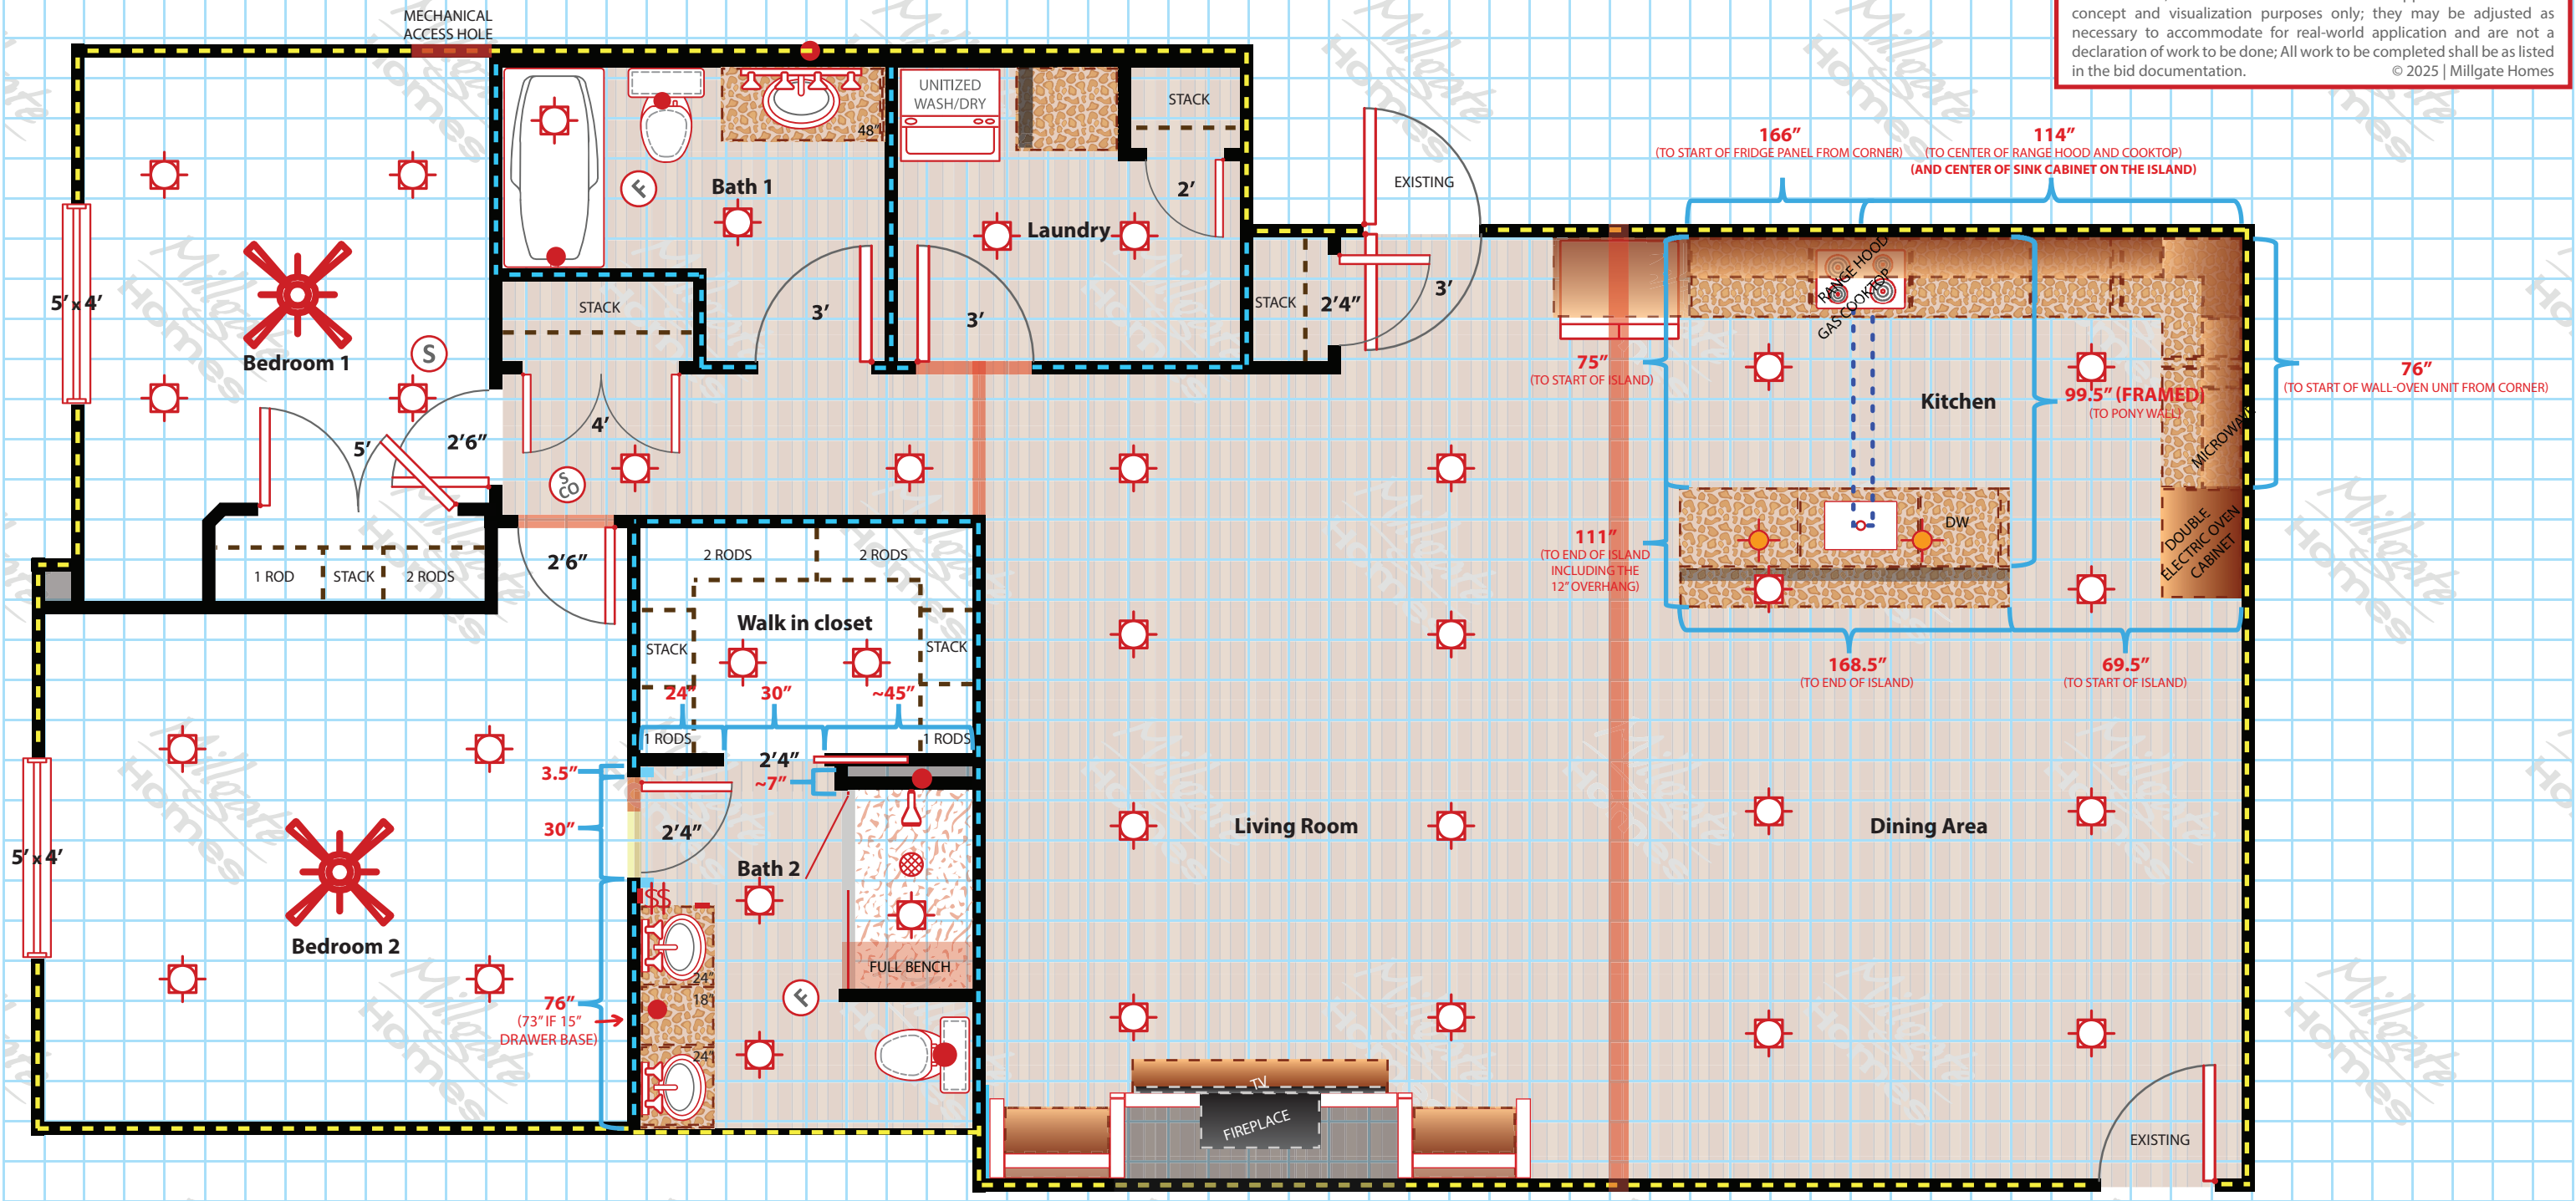 MECHANICAL
ACCESS HOLE
concept and visualization purposes only; they may be adjusted as
necessary to accommodate for real-world application and are not a
declaration of work to be done; All work to be completed shall be as listed
in the bid documentation. © 2025 | Millgate Homes
UNITIZED
WASH/DRY
STACK
48"
Bath 1
F
2'
Laundry
EXISTING
166"
(TO START OF FRIDGE PANEL FROM CORNER)
114"
(TO CENTER OF RANGE HOOD AND COOKTOP)
(AND CENTER OF SINK CABINET ON THE ISLAND)
5' x 4'
Bedroom 1
S
STACK
3'
3'
STACK
2'4"
3'
RANGE HOOD
GAS COOKTOP
75"
(TO START OF ISLAND)
Kitchen
99.5" (FRAMED)
(TO PONY WALL)
76"
(TO START OF WALL-OVEN UNIT FROM CORNER)
MICROWAVE
5'
2'6"
4'
S
CO
111"
(TO END OF ISLAND
INCLUDING THE
12" OVERHANG)
DW
DOUBLE
ELECTRIC OVEN
CABINET
1 ROD
STACK
2 RODS
2'6"
2 RODS
2 RODS
Walk in closet
STACK
STACK
24"
30"
~45"
1 RODS
1 RODS
168.5"
(TO END OF ISLAND)
69.5"
(TO START OF ISLAND)
2'4"
~7"
3.5"
30"
2'4"
Bath 2
Living Room
Dining Area
5' x 4'
Bedroom 2
$$
24"
18"
24"
FULL BENCH
F
76"
(73" IF 15"
DRAWER BASE)
TV
FIREPLACE
EXISTING
Millgate
Homes